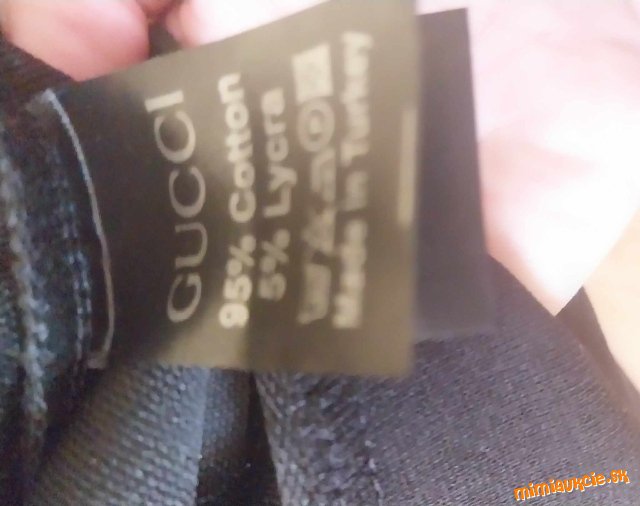 GUCCI
95% Cotton
5% Lycra
Made in Turkey
mimiaukcie.sk